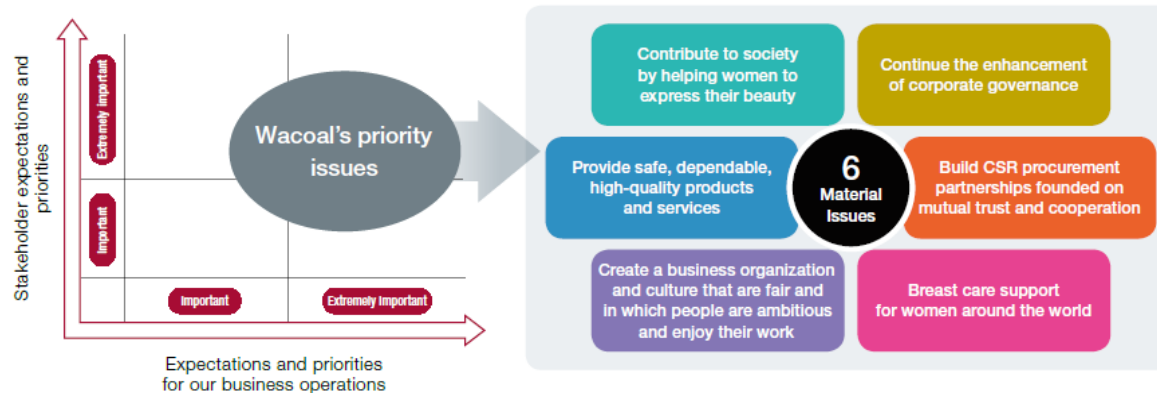 Stakeholder expectations and
priorities
Extremely important
Important
Important
Extremely Important
Expectations and priorities
for our business operations
Wacoal's priority
issues
Contribute to society
by helping women to
express their beauty
Continue the enhancement
of corporate governance
Provide safe, dependable,
high-quality products
and services
6
Material
Issues
Build CSR procurement
partnerships founded on
mutual trust and cooperation
Create a business organization
and culture that are fair and
in which people are ambitious
and enjoy their work
Breast care support
for women around the world